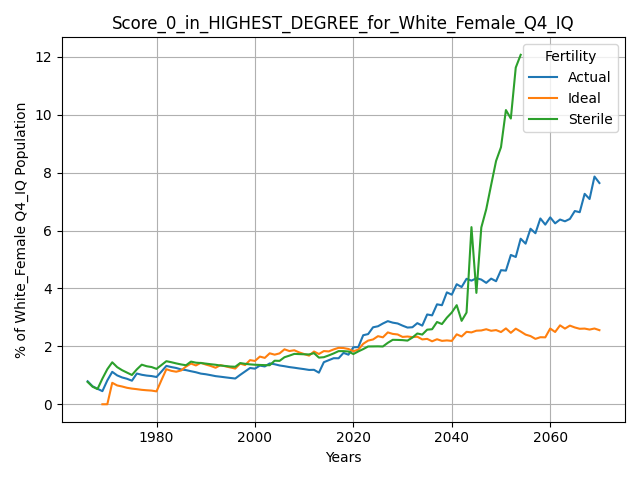 Score_0_in_HIGHEST_DEGREE_for_White_Female_Q4_IQ
Fertility
Actual
Ideal
Sterile
% of White_Female Q4_IQ Population
12
10
8
6
4
2
0
1980
2000
2020
2040
2060
Years